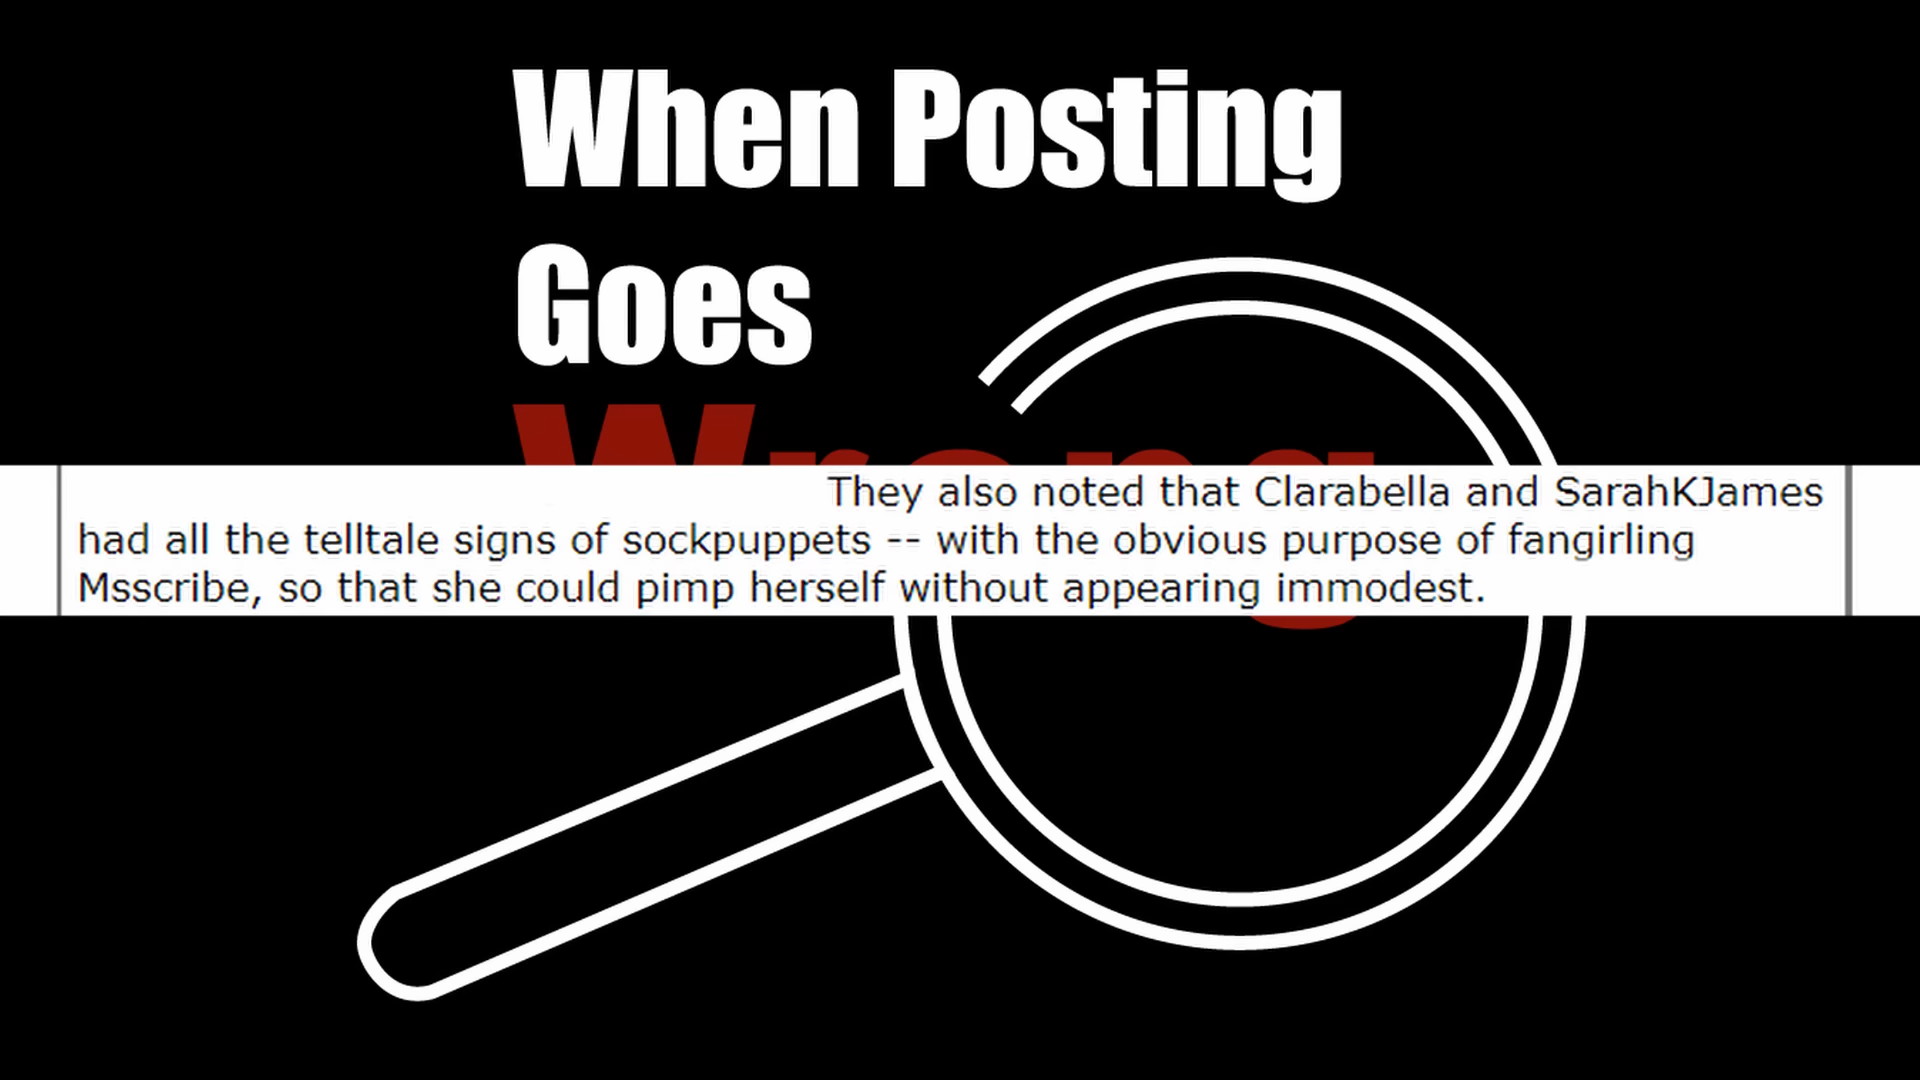 When Posting
Goes
Wrong
They also noted that Clarabella and SarahKJames
had all the telltale signs of sockpuppets -- with the obvious purpose of fangirling
Msscribe, so that she could pimp herself without appearing immodest.